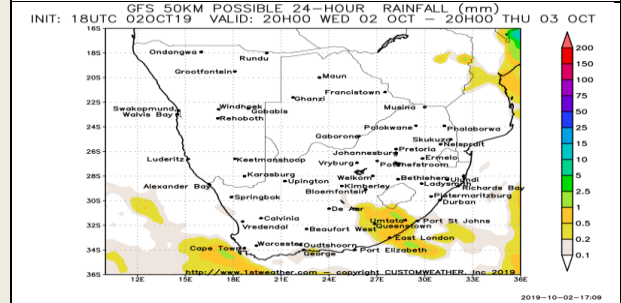 GFS 50KM POSSIBLE 24-HOUR RAINFALL (mm)
INIT: 18UTC 02OCT19 VALID: 20H00 WED 02 OCT - 20H00 THU 03 OCT
16S
18S
20S
22S
24S
26S
28S
30S
32S
34S
36S
Ondangwa
Rundu
Grootfontein
Maun
Francistown
Ghanzi
Musina
Swakopmund
Walvis Bay
Windhoek
Gobabis
Rehoboth
Polokwane
Phalaborwa
Gaborone
Skukuza
Nelspruit
Johannesburg
Pretoria
Ermelo
Luderitz
Keetmanshoop
Vryburg
Potchefstroom
Karasburg
Upington
Welkom
Bethlehem
Ulundi
Ladysmith
Alexander Bay
Kimberley
Bloemfontein
Richards Bay
Springbok
Pietermaritzburg
Durban
De Aar
Calvinia
Vredendal
Umtata
Port St Johns
Queenstown
Beaufort West
East London
Cape Town
Worcester
Oudtshoorn
George
Port Elizabeth
http://www.1stweather.com - copyright CUSTOMWEATHER, Inc 2019
12E 15E 18E 21E 24E 27E 30E 33E 36E
200
150
100
75
50
25
15
10
5
2.5
1
0.5
0.2
0.1
2019-10-02-17:09